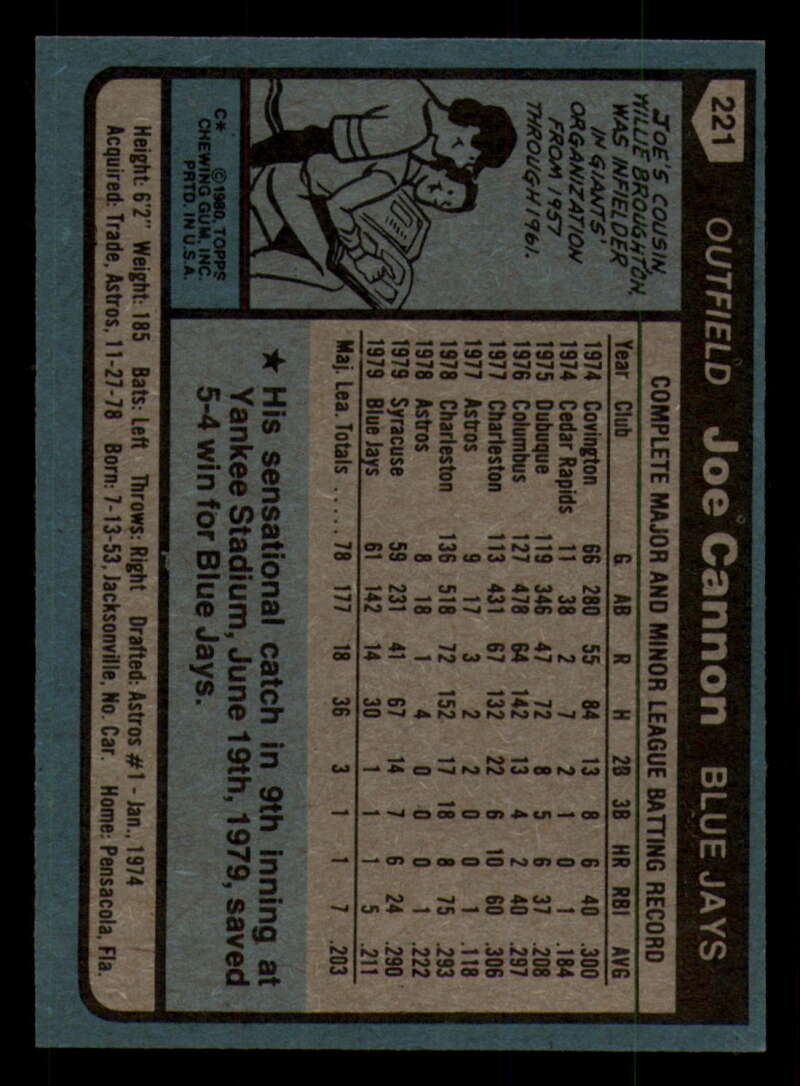 221 OUTFIELD Joe Cannon BLUE JAYS
JOE'S COUSIN
WILLIE BROUGHTON,
WAS INFIELDER
IN GIANTS'
ORGANIZATION
FROM 1957
THROUGH 1961.
C* ©1980, TOPPS
CHEWING GUM, INC.
PRTD. IN U.S.A.
COMPLETE MAJOR AND MINOR LEAGUE BATTING RECORD
Year Club G AB R H 2B 3B HR RBI AVG
1974 Covington 66 280 55 84 13 8 6 40 .300
1974 Cedar Rapids 11 38 2 7 2 1 0 1 .184
1975 Dubuque 119 346 47 72 8 5 6 37 .208
1976 Columbus 127 478 64 142 13 4 2 40 .297
1977 Charleston 113 431 67 132 22 6 10 60 .306
1977 Astros 9 17 3 2 2 0 0 1 .118
1978 Charleston 136 518 72 152 17 18 8 75 .293
1978 Astros 8 18 1 4 0 0 0 1 .222
1979 Syracuse 59 231 41 67 14 7 6 24 .290
1979 Blue Jays 61 142 14 30 1 1 1 5 .211
Maj. Lea. Totals ..... 78 177 18 36 3 1 1 7 .203
★ His sensational catch in 9th inning at
Yankee Stadium, June 19th, 1979, saved
5-4 win for Blue Jays.
Height: 6'2" Weight: 185 Bats: Left Throws: Right Drafted: Astros #1 - Jan., 1974
Acquired: Trade, Astros, 11-27-78 Born: 7-13-53, Jacksonville, No. Car. Home: Pensacola, Fla.